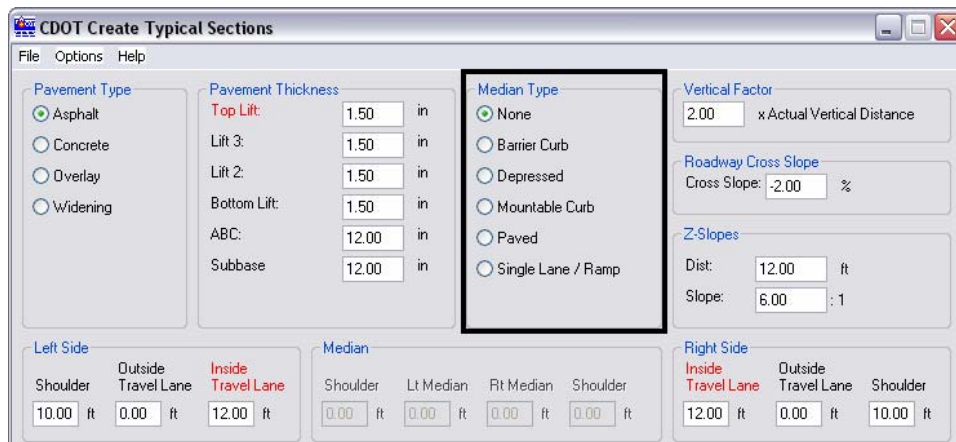 CDOT Create Typical Sections
File Options Help
Pavement Type
Asphalt
Concrete
Overlay
Widening
Pavement Thickness
Top Lift: 1.50 in
Lift 3: 1.50 in
Lift 2: 1.50 in
Bottom Lift: 1.50 in
ABC: 12.00 in
Subbase 12.00 in
Median Type
None
Barrier Curb
Depressed
Mountable Curb
Paved
Single Lane / Ramp
Vertical Factor
2.00 x Actual Vertical Distance
Roadway Cross Slope
Cross Slope: -2.00 %
Z-Slopes
Dist: 12.00 ft
Slope: 6.00 : 1
Left Side
Outside Inside
Shoulder Travel Lane Travel Lane
10.00 ft 0.00 ft 12.00 ft
Median
Shoulder Lt Median Rt Median Shoulder
0.00 ft 0.00 ft 0.00 ft 0.00 ft
Right Side
Inside Outside
Travel Lane Travel Lane Shoulder
12.00 ft 0.00 ft 10.00 ft